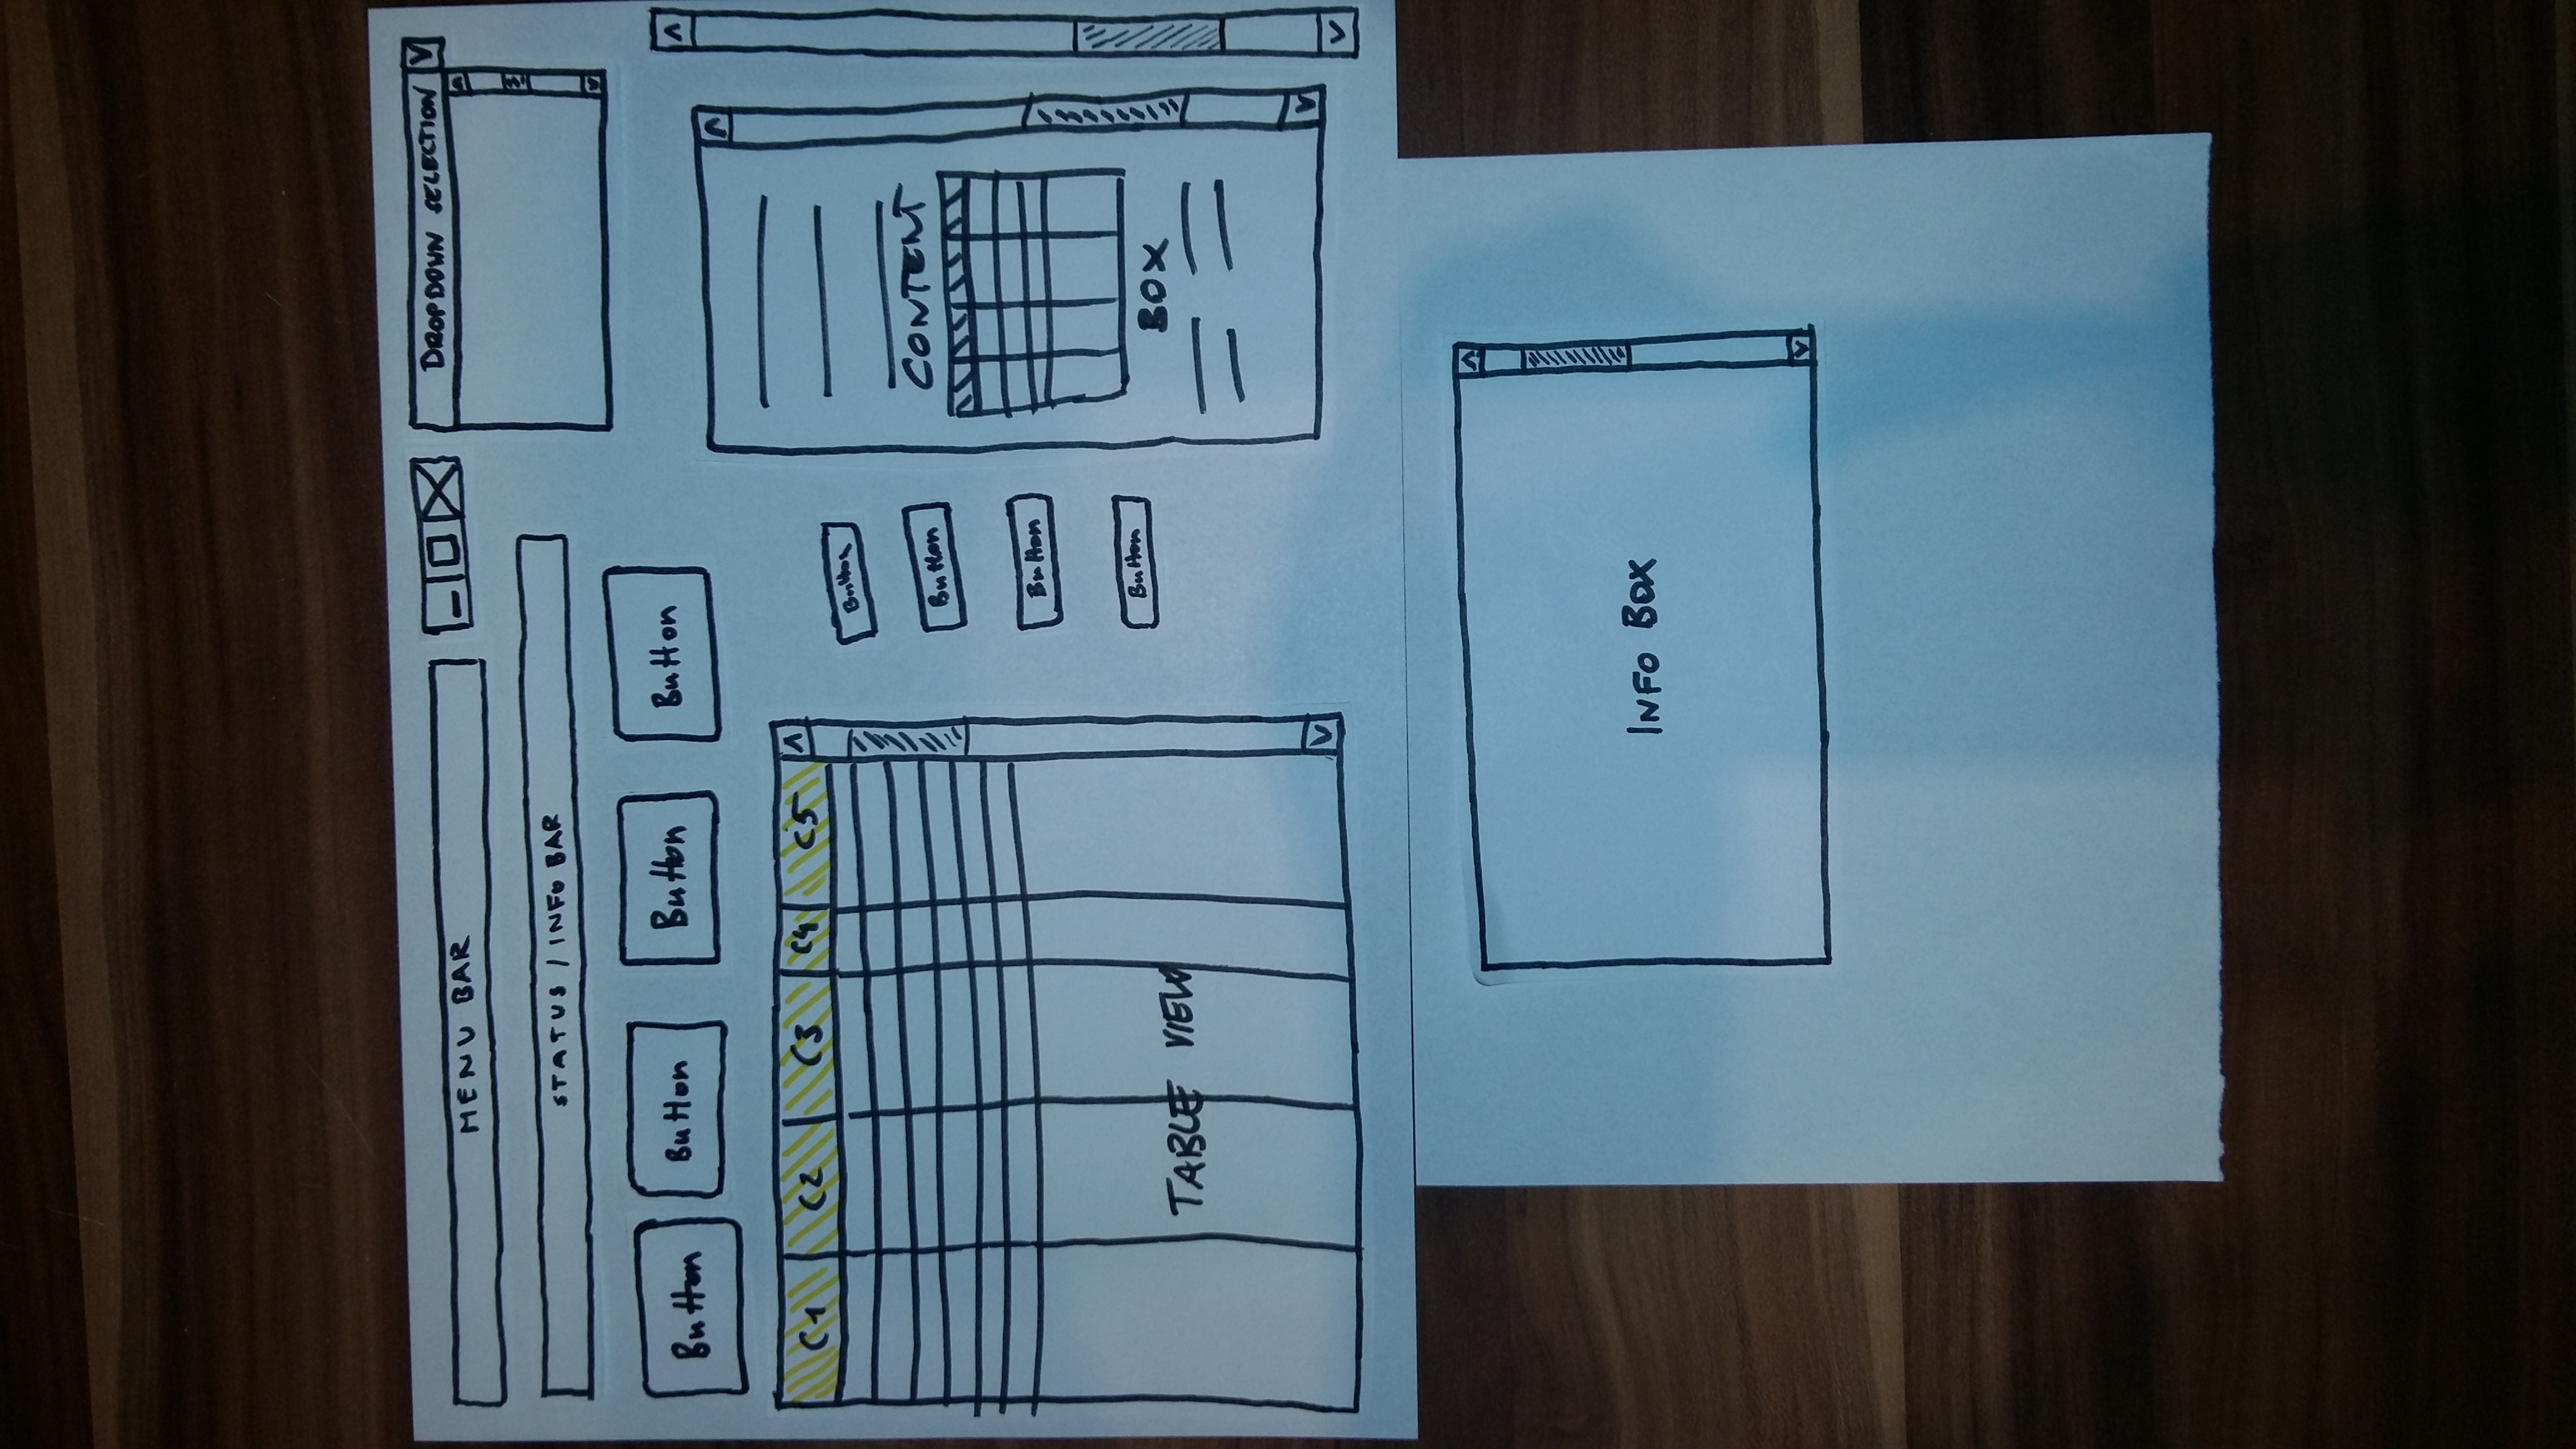 MENU BAR
DROPDOWN SELECTION
STATUS / INFO BAR
Button
Button
Button
Button
C1 C2 C3 C4 C5
TABLE VIEW
Button
Button
Button
Button
CONTENT
BOX
INFO BOX